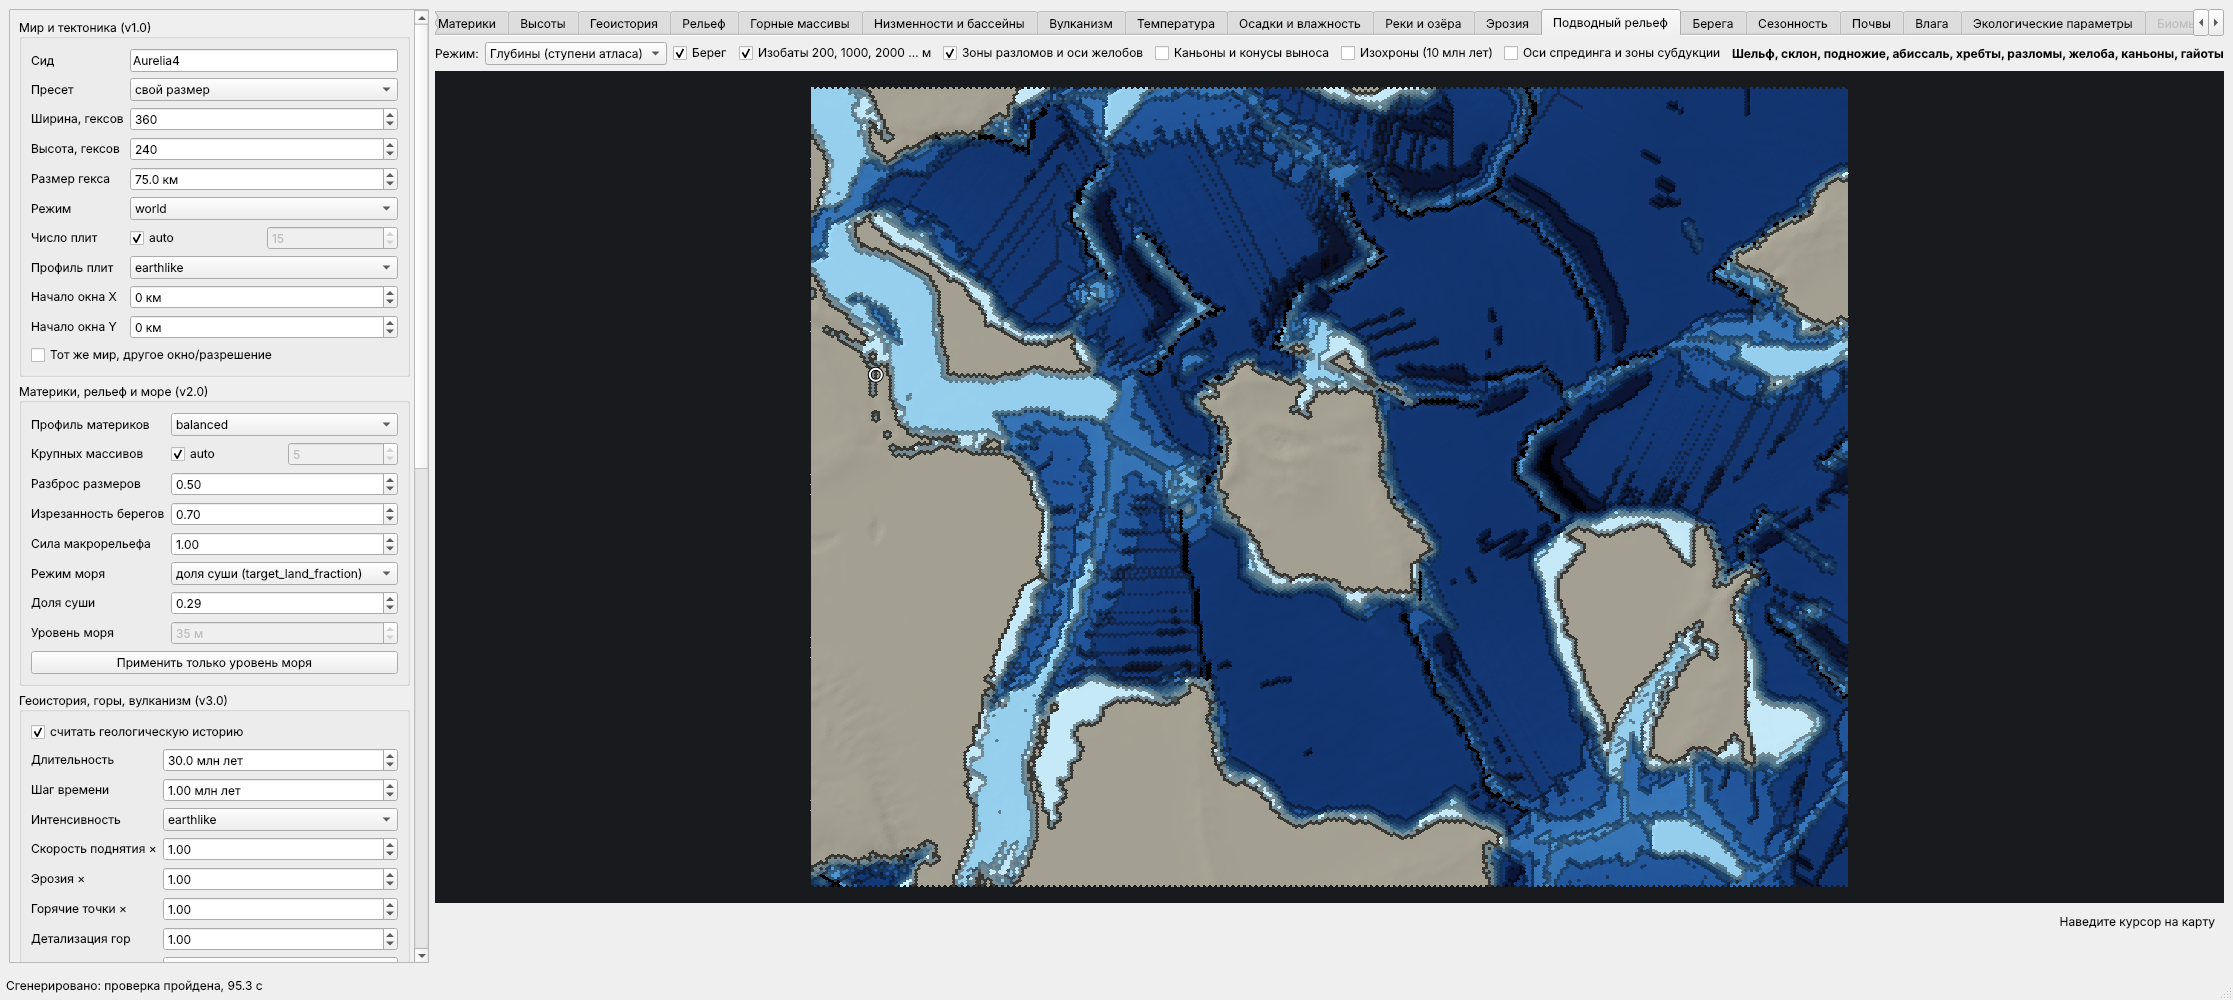 Мир и тектоника (v1.0)
Сид Aurelia4
Пресет свой размер
Ширина, гексов 360
Высота, гексов 240
Размер гекса 75.0 км
Режим world
Число плит auto 15
Профиль плит earthlike
Начало окна X 0 км
Начало окна Y 0 км
Тот же мир, другое окно/разрешение
Материки, рельеф и море (v2.0)
Профиль материков balanced
Крупных массивов auto 5
Разброс размеров 0.50
Изрезанность берегов 0.70
Сила макрорельефа 1.00
Режим моря доля суши (target_land_fraction)
Доля суши 0.29
Уровень моря 35 м
Применить только уровень моря
Геоистория, горы, вулканизм (v3.0)
считать геологическую историю
Длительность 30.0 млн лет
Шаг времени 1.00 млн лет
Интенсивность earthlike
Скорость поднятия × 1.00
Эрозия × 1.00
Горячие точки × 1.00
Детализация гор 1.00
Материки Высоты Геоистория Рельеф Горные массивы Низменности и бассейны Вулканизм Температура Осадки и влажность Реки и озёра Эрозия Подводный рельеф Берега Сезонность Почвы Влага Экологические параметры
Режим: Глубины (ступени атласа) Берег Изобаты 200, 1000, 2000 ... м Зоны разломов и оси желобов Каньоны и конусы выноса Изохроны (10 млн лет) Оси спрединга и зоны субдукции Шельф, склон, подножие, абиссаль, хребты, разломы, желоба, каньоны, гайоты
Наведите курсор на карту
Сгенерировано: проверка пройдена, 95.3 с